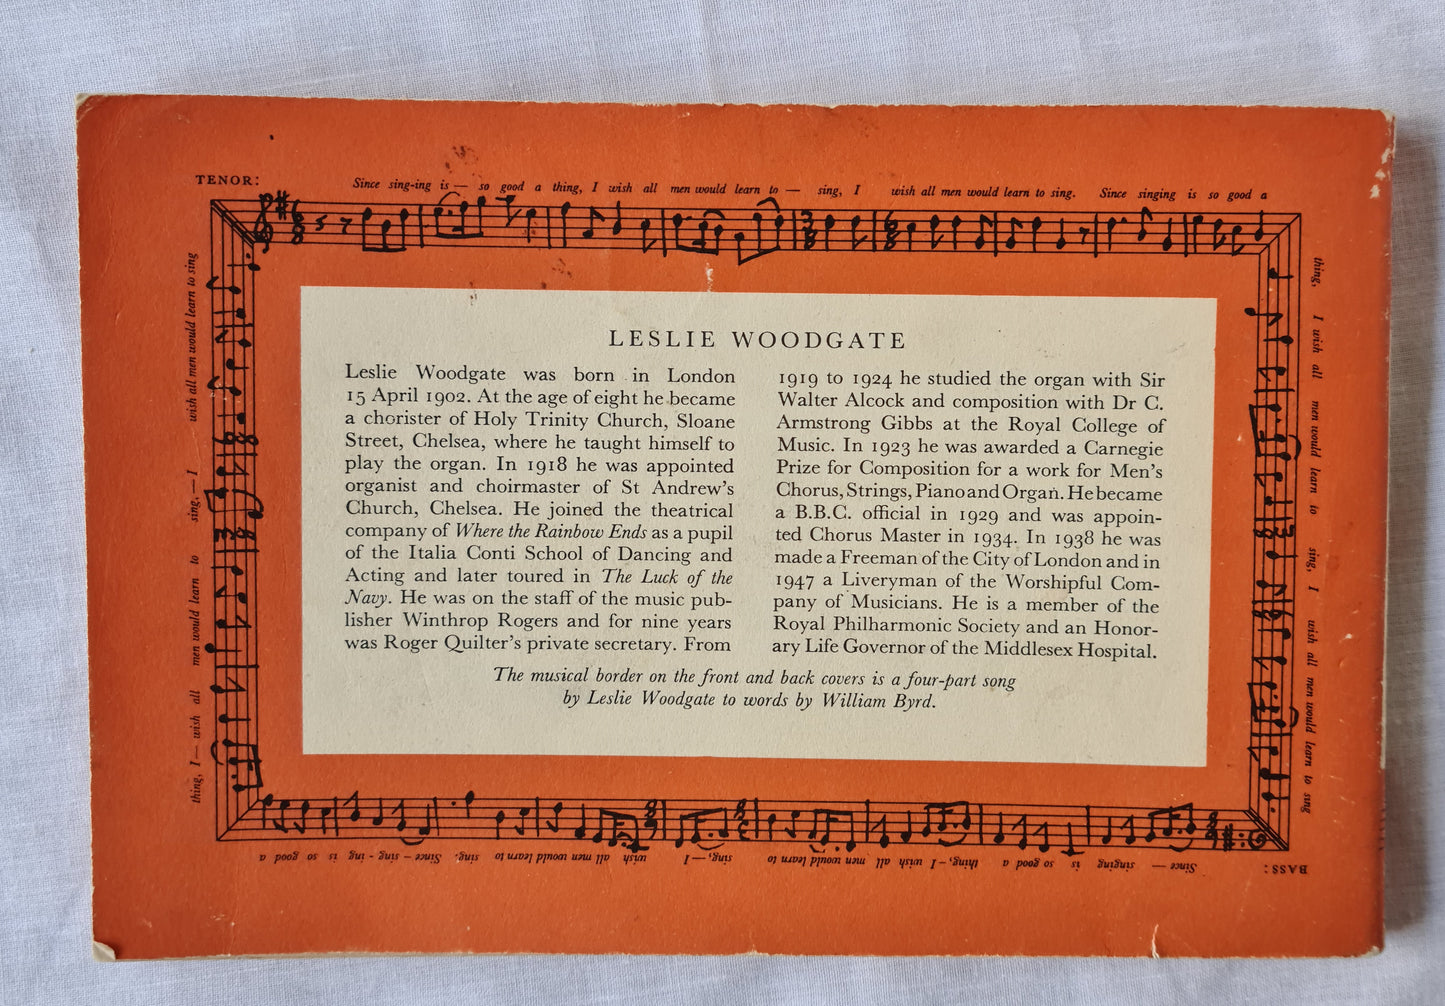 TENOR:
Since sing-ing is — so good a thing, I wish all men would learn to — sing, I wish all men would learn to sing. Since singing is so good a
thing, I wish all men would learn to sing, I wish all men would learn to sing
LESLIE WOODGATE
Leslie Woodgate was born in London
15 April 1902. At the age of eight he became
a chorister of Holy Trinity Church, Sloane
Street, Chelsea, where he taught himself to
play the organ. In 1918 he was appointed
organist and choirmaster of St Andrew's
Church, Chelsea. He joined the theatrical
company of Where the Rainbow Ends as a pupil
of the Italia Conti School of Dancing and
Acting and later toured in The Luck of the
Navy. He was on the staff of the music pub-
lisher Winthrop Rogers and for nine years
was Roger Quilter's private secretary. From
1919 to 1924 he studied the organ with Sir
Walter Alcock and composition with Dr C.
Armstrong Gibbs at the Royal College of
Music. In 1923 he was awarded a Carnegie
Prize for Composition for a work for Men's
Chorus, Strings, Piano and Organ. He became
a B.B.C. official in 1929 and was appoin-
ted Chorus Master in 1934. In 1938 he was
made a Freeman of the City of London and in
1947 a Liveryman of the Worshipful Com-
pany of Musicians. He is a member of the
Royal Philharmonic Society and an Honor-
ary Life Governor of the Middlesex Hospital.
The musical border on the front and back covers is a four-part song
by Leslie Woodgate to words by William Byrd.
BASS:
Since — singing is so good a thing,—I wish all men would learn to sing,—I wish all men would learn to sing. Since — sing - ing is so good a
thing, I— wish all men would learn to sing,—I wish all men would learn to sing